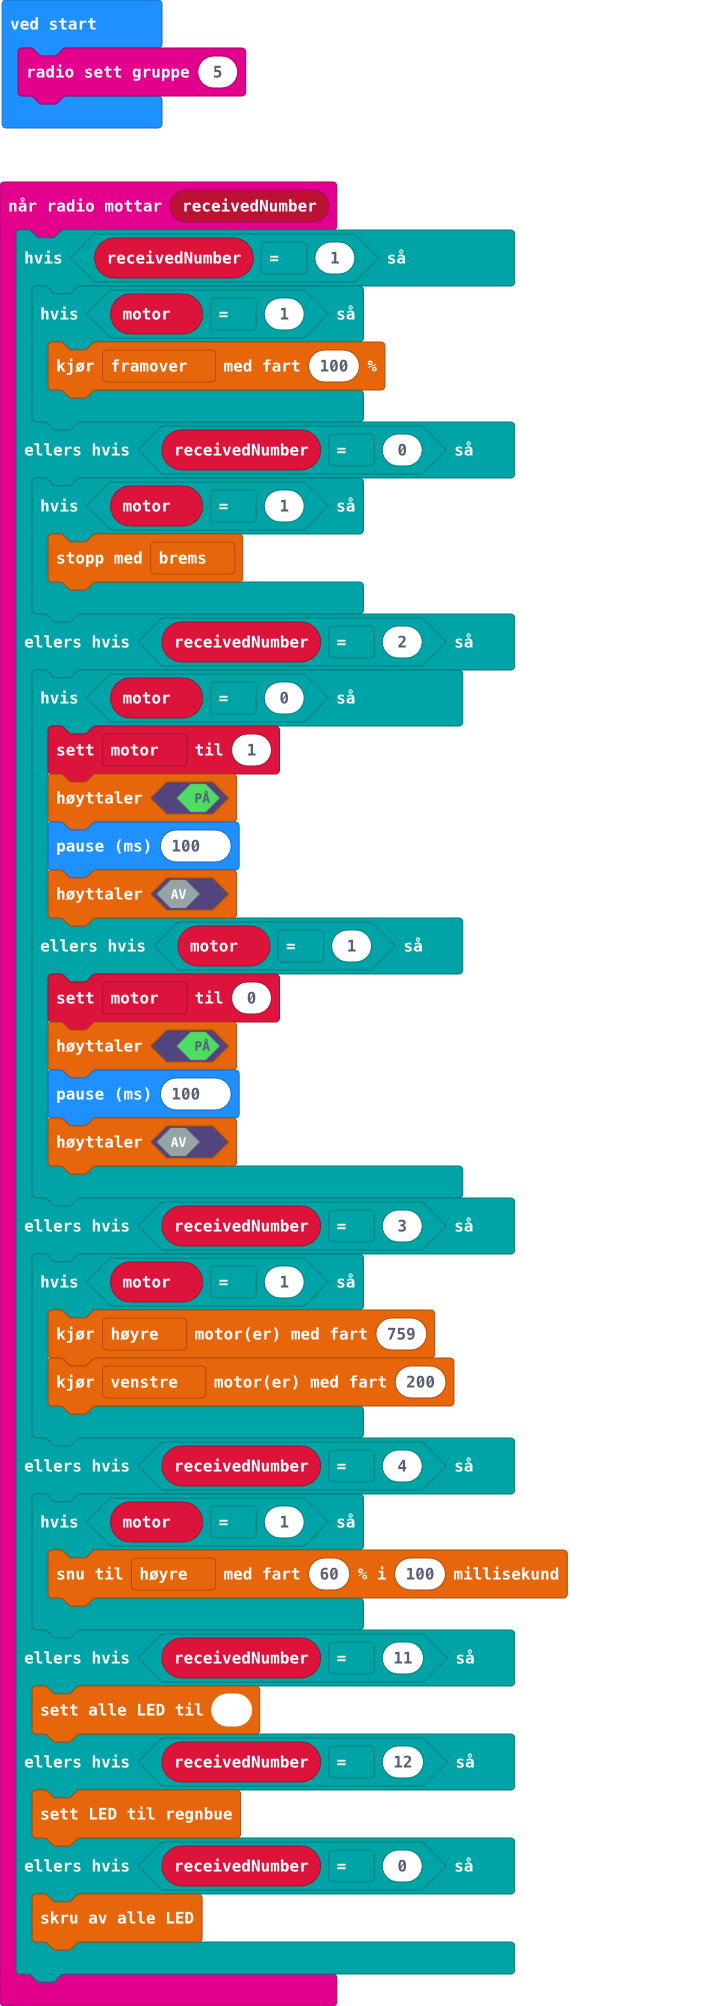 ved start
radio sett gruppe 5
når radio mottar receivedNumber
hvis receivedNumber = 1 så
hvis motor = 1 så
kjør framover med fart 100 %
ellers hvis receivedNumber = 0 så
hvis motor = 1 så
stopp med brems
ellers hvis receivedNumber = 2 så
hvis motor = 0 så
sett motor til 1
høyttaler PÅ
pause (ms) 100
høyttaler AV
ellers hvis motor = 1 så
sett motor til 0
høyttaler PÅ
pause (ms) 100
høyttaler AV
ellers hvis receivedNumber = 3 så
hvis motor = 1 så
kjør høyre motor(er) med fart 759
kjør venstre motor(er) med fart 200
ellers hvis receivedNumber = 4 så
hvis motor = 1 så
snu til høyre med fart 60 % i 100 millisekund
ellers hvis receivedNumber = 11 så
sett alle LED til
ellers hvis receivedNumber = 12 så
sett LED til regnbue
ellers hvis receivedNumber = 0 så
skru av alle LED